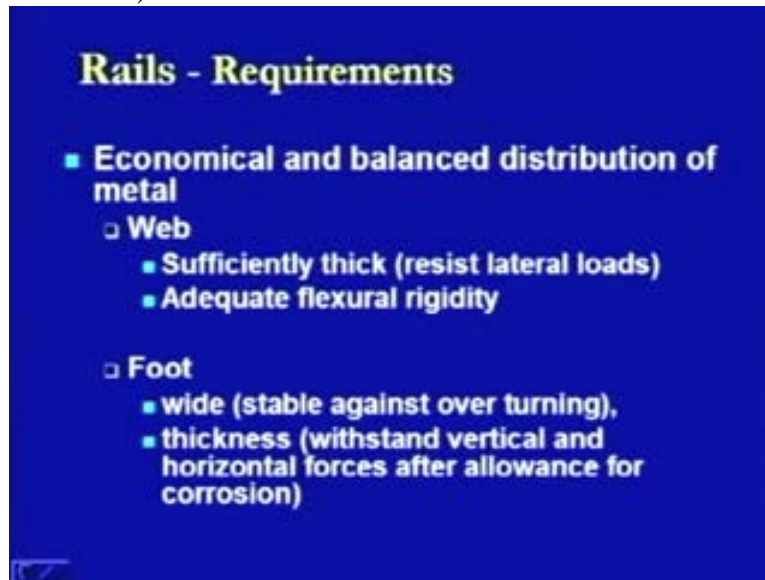 Rails - Requirements
Economical and balanced distribution of
metal
Web
Sufficiently thick (resist lateral loads)
Adequate flexural rigidity
Foot
wide (stable against over turning),
thickness (withstand vertical and
horizontal forces after allowance for
corrosion)